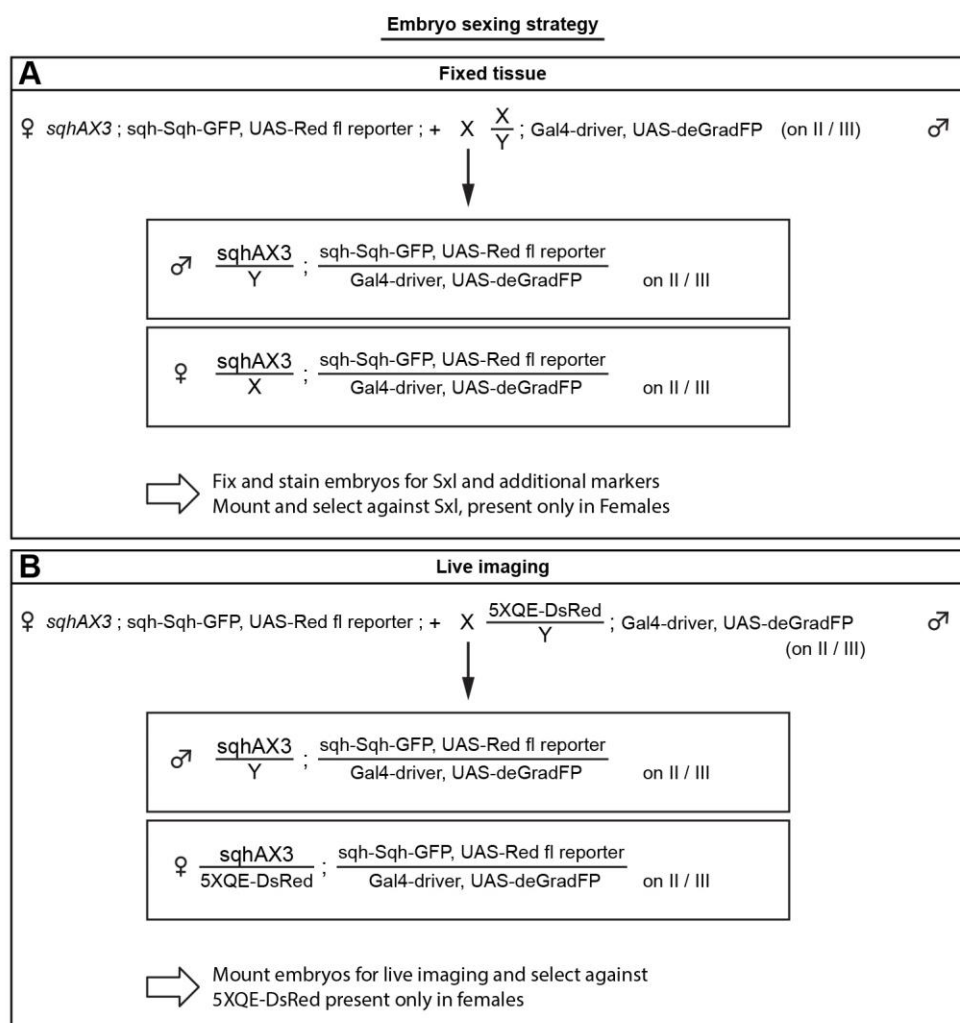 Embryo sexing strategy
A
Fixed tissue
♀ sqhAX3 ; sqh-Sqh-GFP, UAS-Red fl reporter ; + X X/Y ; Gal4-driver, UAS-deGradFP (on II / III) ♂
♂ sqhAX3/Y ; sqh-Sqh-GFP, UAS-Red fl reporter/Gal4-driver, UAS-deGradFP on II / III
♀ sqhAX3/X ; sqh-Sqh-GFP, UAS-Red fl reporter/Gal4-driver, UAS-deGradFP on II / III
Fix and stain embryos for Sxl and additional markers
Mount and select against Sxl, present only in Females
B
Live imaging
♀ sqhAX3 ; sqh-Sqh-GFP, UAS-Red fl reporter ; + X 5XQE-DsRed/Y ; Gal4-driver, UAS-deGradFP ♂
(on II / III)
♂ sqhAX3/Y ; sqh-Sqh-GFP, UAS-Red fl reporter/Gal4-driver, UAS-deGradFP on II / III
♀ sqhAX3/5XQE-DsRed ; sqh-Sqh-GFP, UAS-Red fl reporter/Gal4-driver, UAS-deGradFP on II / III
Mount embryos for live imaging and select against
5XQE-DsRed present only in females